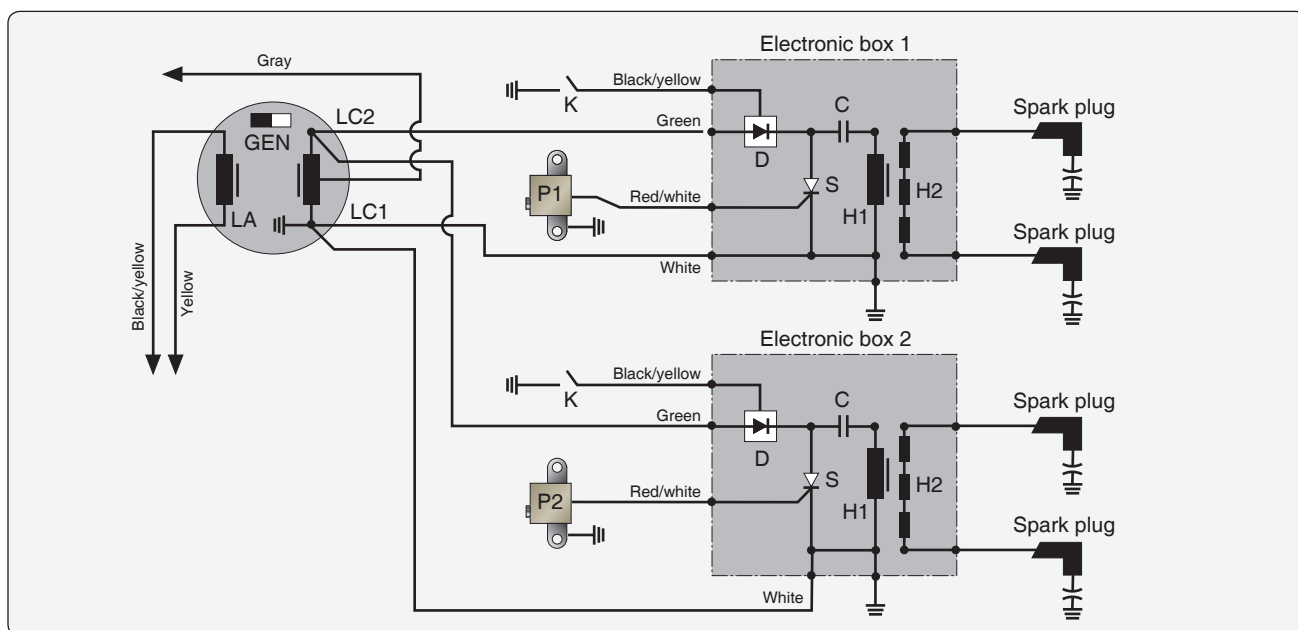 Electronic box 1
Gray
Black/yellow
K
C
Spark plug
LC2
Green
GEN
D
P1
Red/white
S
H2
H1
LA
LC1
Spark plug
White
Black/yellow
Yellow
Electronic box 2
Black/yellow
K
C
Spark plug
Green
D
P2
Red/white
S
H2
H1
Spark plug
White